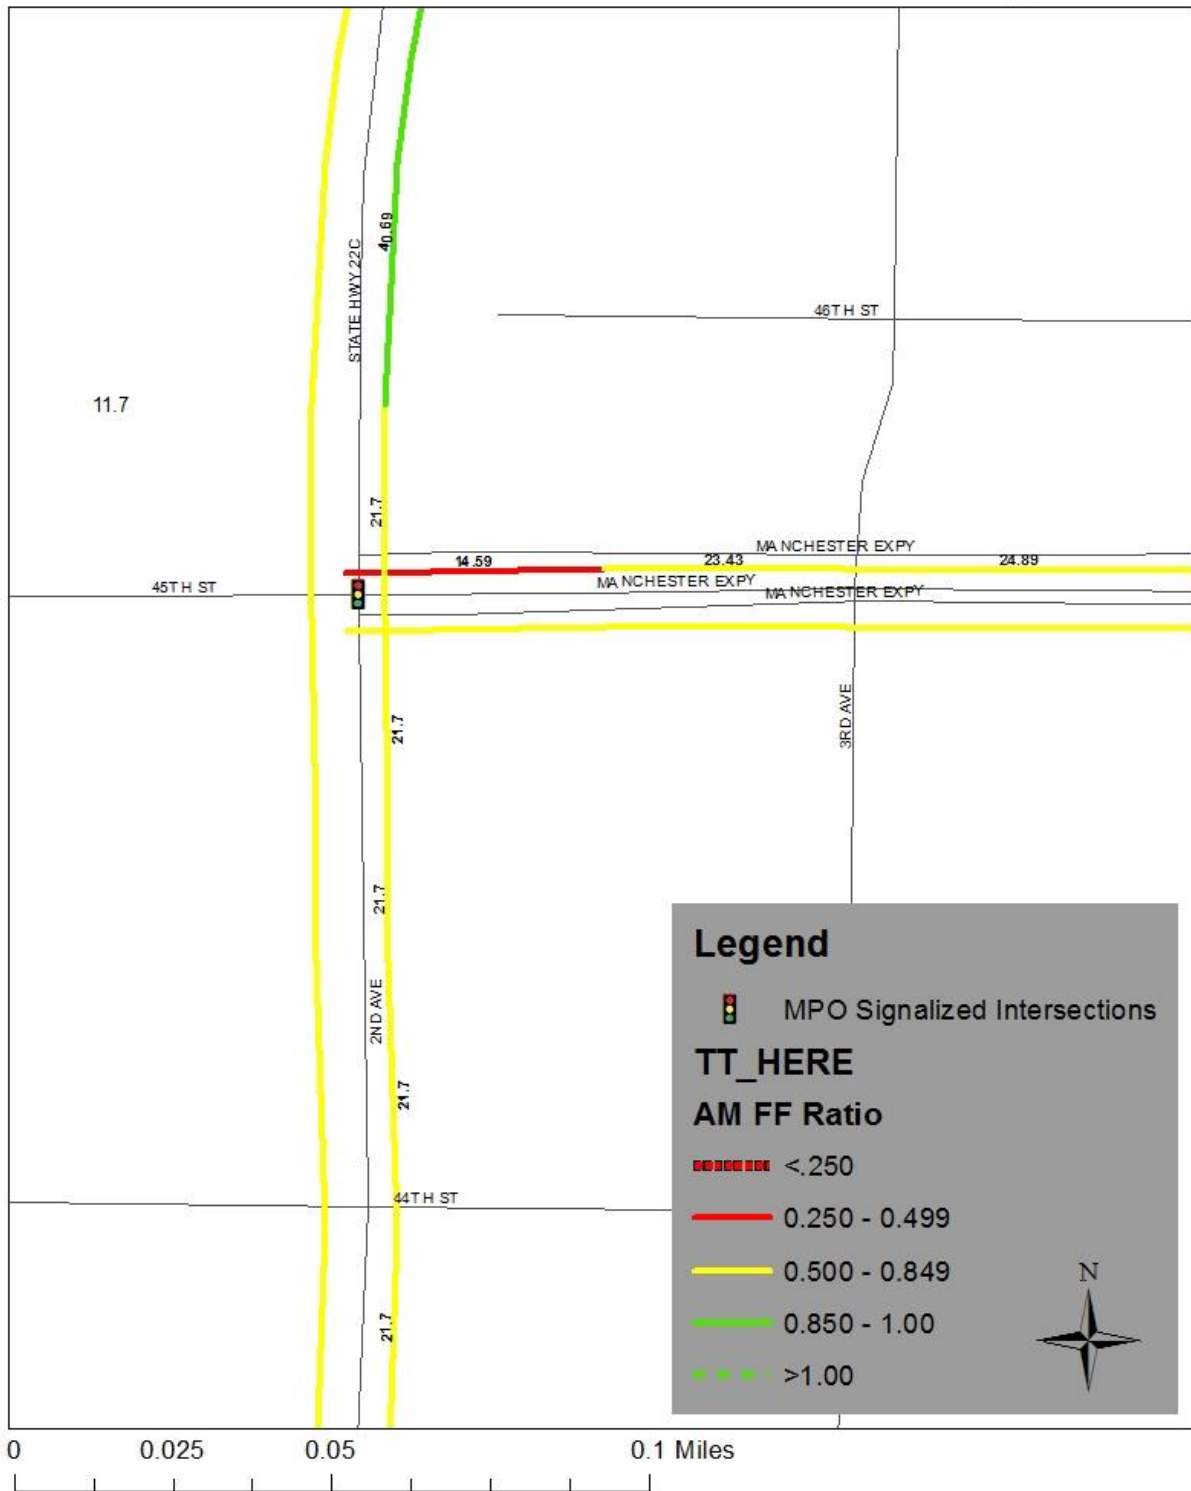 40.69
STATE HWY 22C
46TH ST
11.7
21.7
MANCHESTER EXPY
14.59
23.43
24.89
45TH ST
MANCHESTER EXPY
MANCHESTER EXPY
21.7
3RD AVE
21.7
2ND AVE
21.7
44TH ST
21.7
Legend
MPO Signalized Intersections
TT_HERE
AM FF Ratio
<.250
0.250 - 0.499
0.500 - 0.849
0.850 - 1.00
>1.00
N
0 0.025 0.05 0.1 Miles